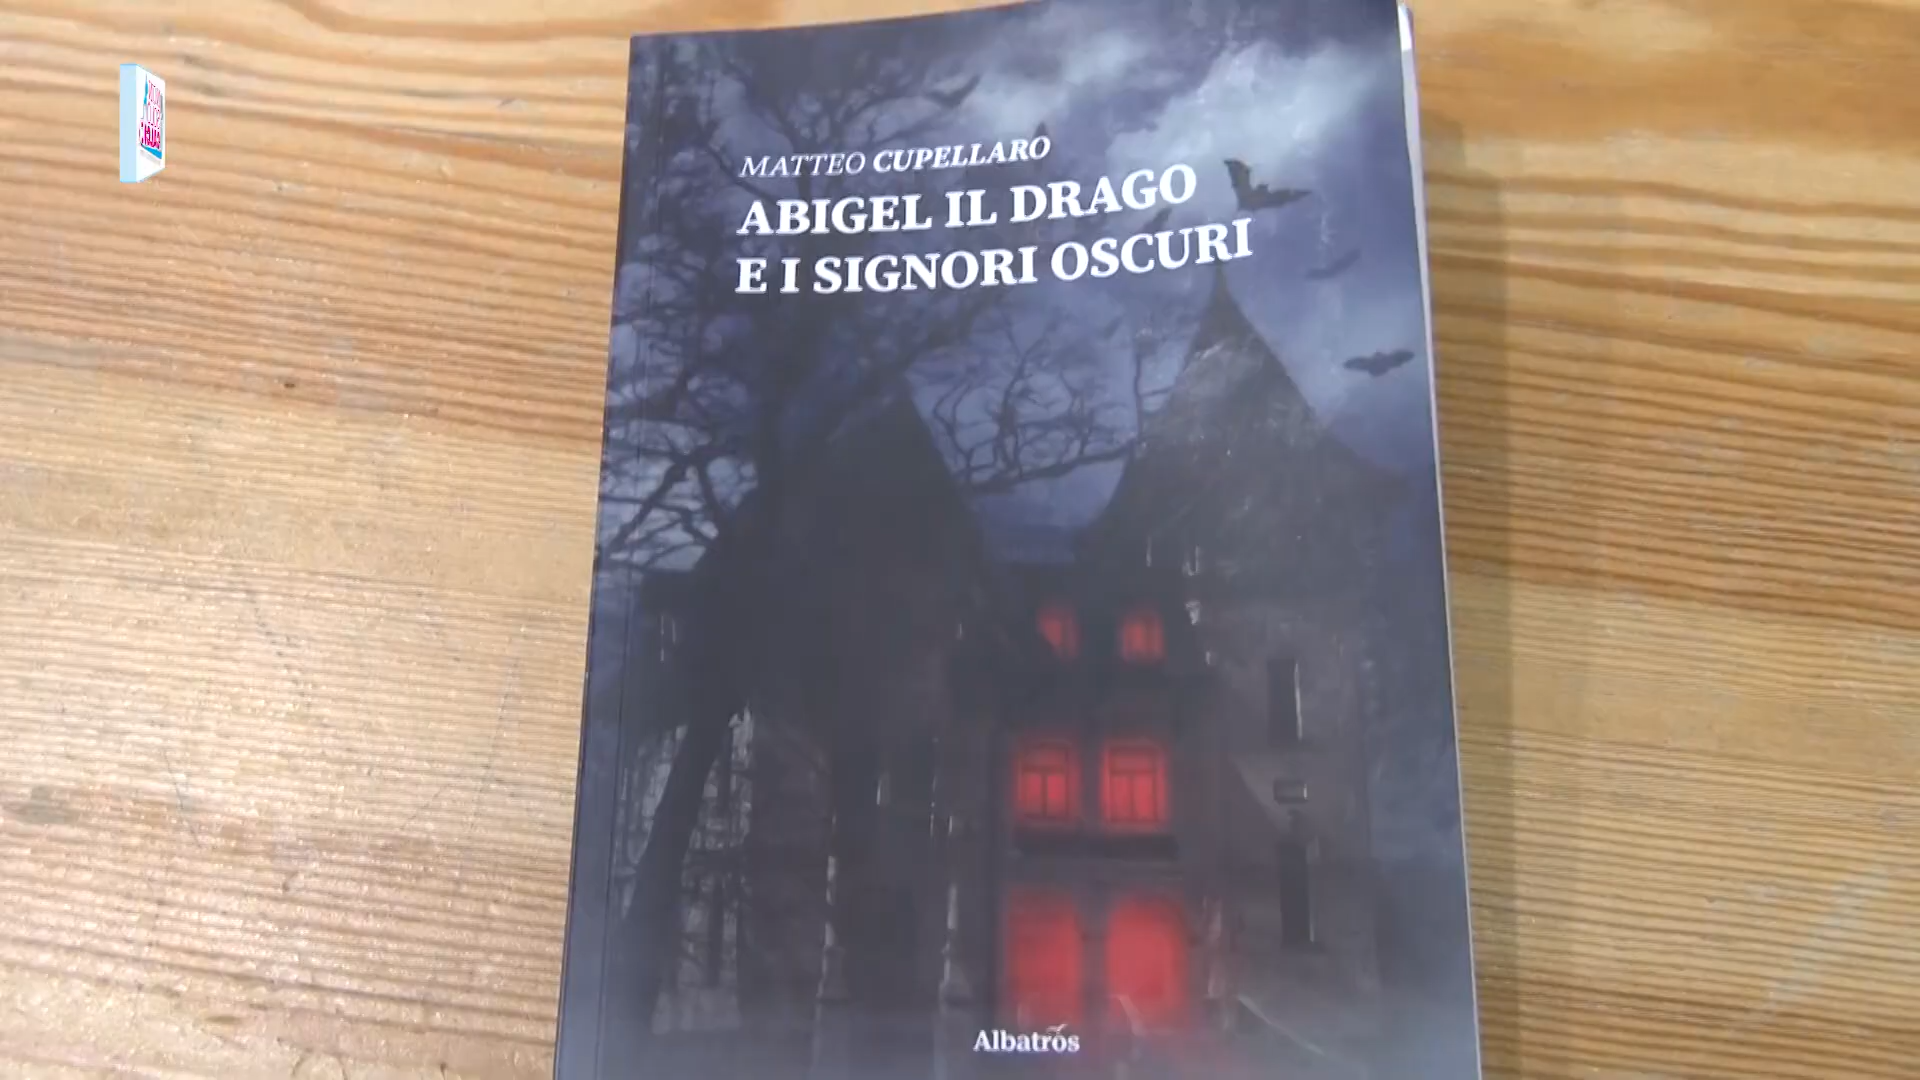 MATTEO CUPELLARO
ABIGEL IL DRAGO
E I SIGNORI OSCURI
Albatros